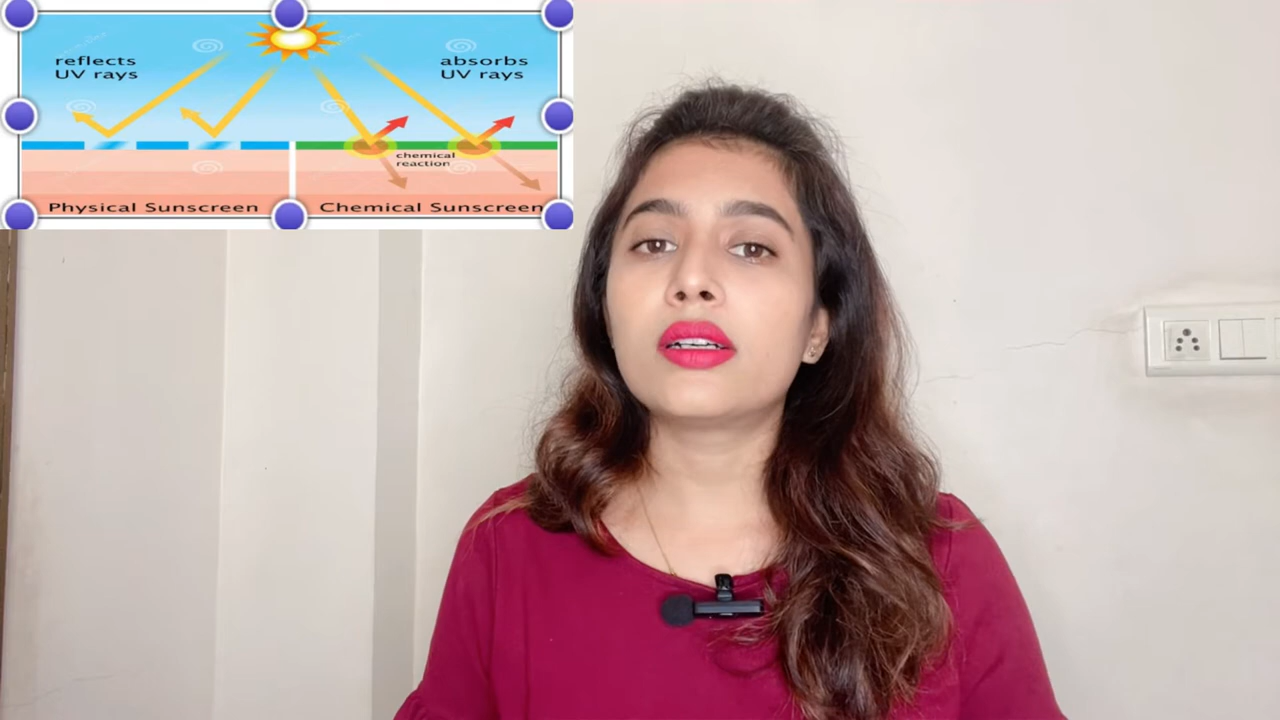 reflects
UV rays
absorbs
UV rays
chemical
reaction
Physical Sunscreen
Chemical Sunscreen